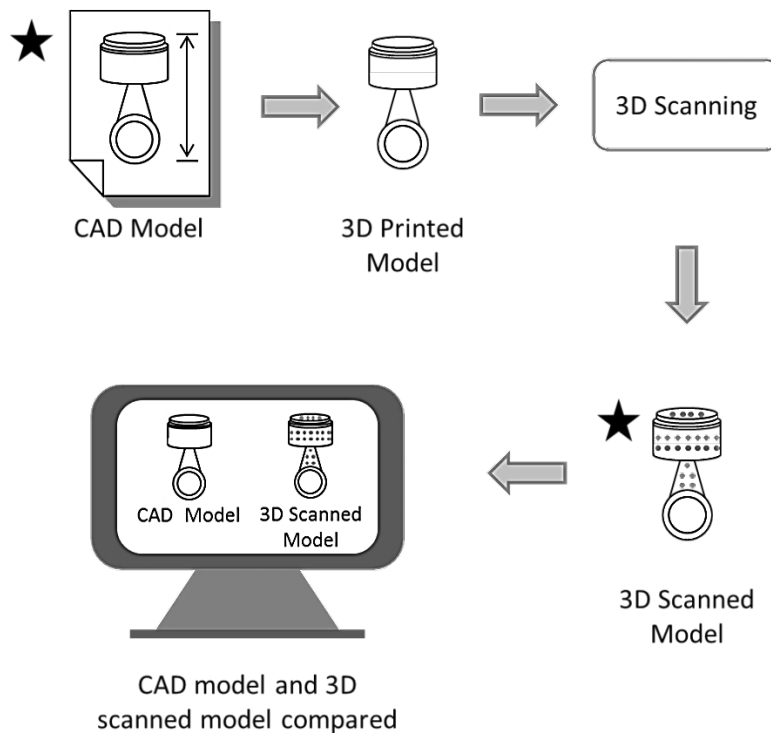 CAD Model
3D Printed
Model
3D Scanning
3D Scanned
Model
CAD Model
3D Scanned
Model
CAD model and 3D
scanned model compared